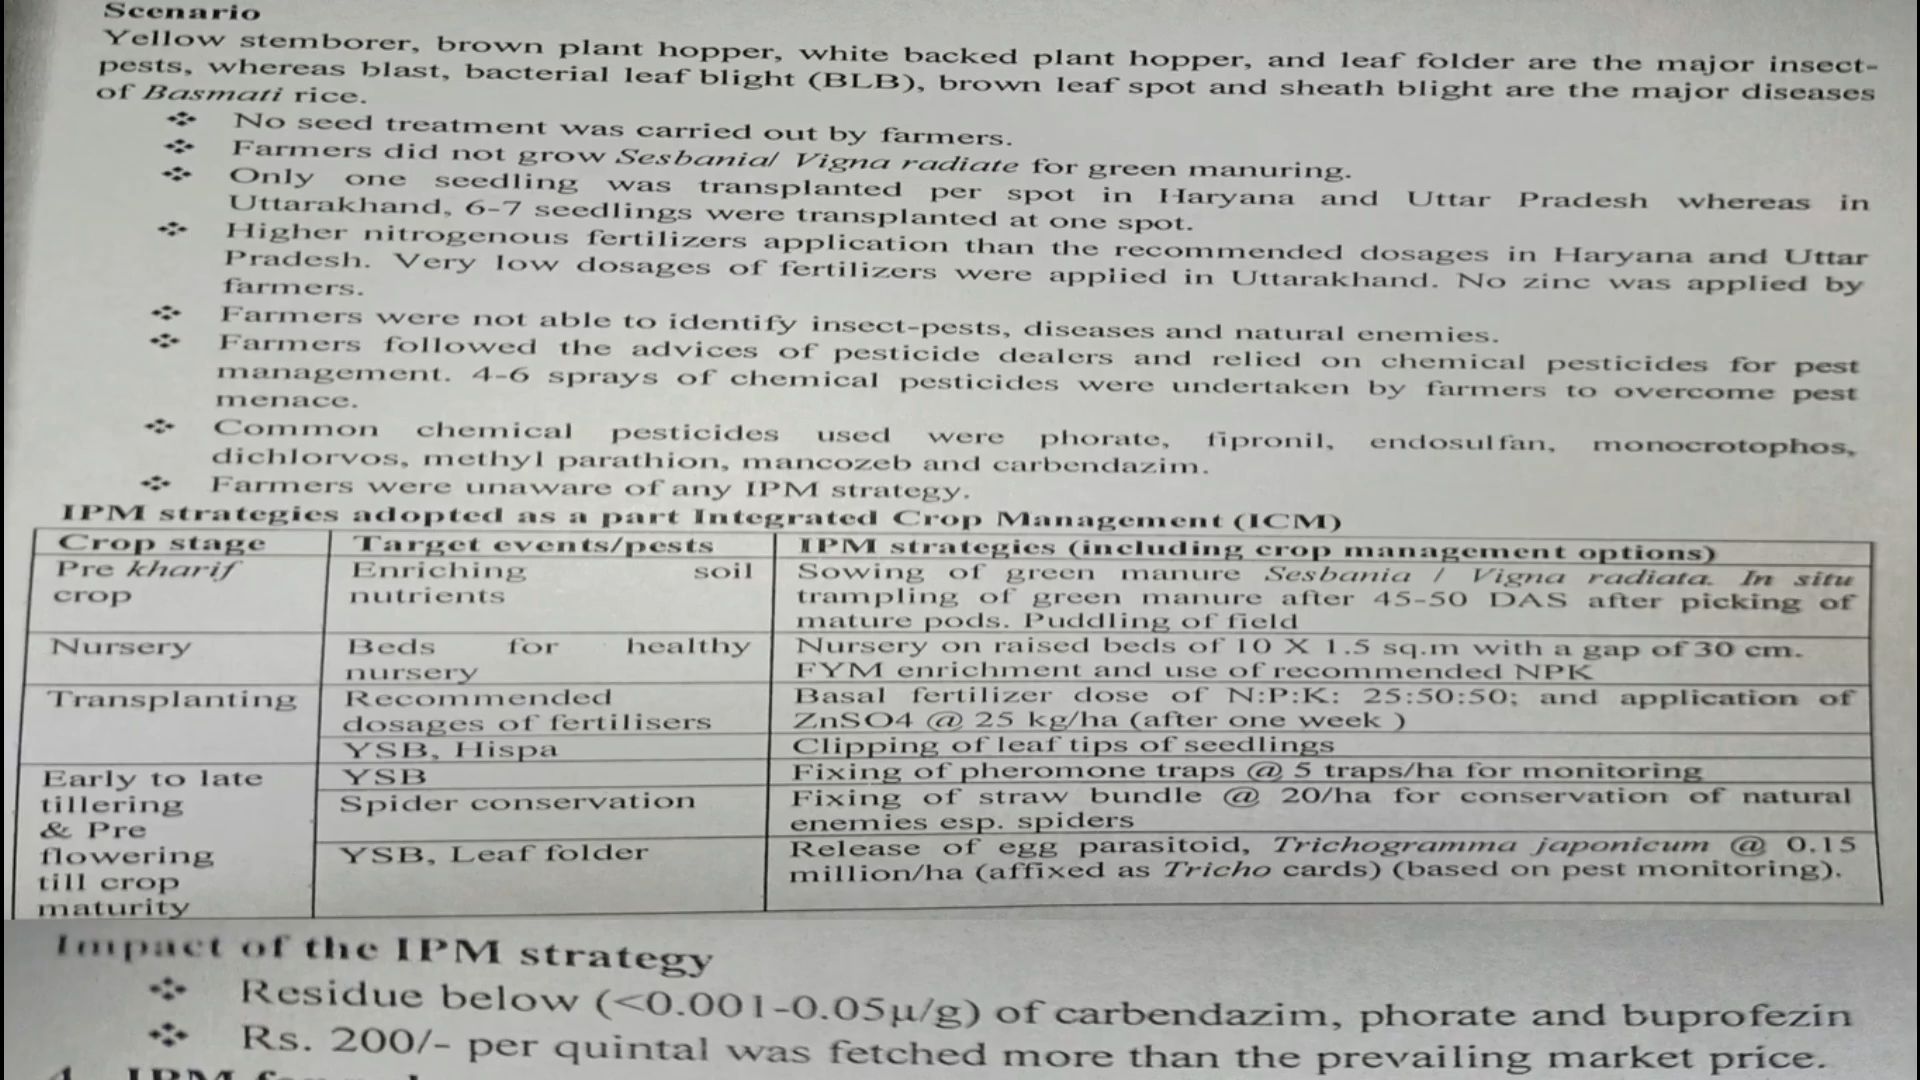 Scenario
Yellow stemborer, brown plant hopper, white backed plant hopper, and leaf folder are the major insect-
pests, whereas blast, bacterial leaf blight (BLB), brown leaf spot and sheath blight are the major diseases
of Basmati rice.
No seed treatment was carried out by farmers.
Farmers did not grow Sesbania/ Vigna radiate for green manuring.
Only one seedling was transplanted per spot in Haryana and Uttar Pradesh whereas in
Uttarakhand, 6-7 seedlings were transplanted at one spot.
Higher nitrogenous fertilizers application than the recommended dosages in Haryana and Uttar
Pradesh. Very low dosages of fertilizers were applied in Uttarakhand. No zinc was applied by
farmers.
Farmers were not able to identify insect-pests, diseases and natural enemies.
Farmers followed the advices of pesticide dealers and relied on chemical pesticides for pest
management. 4-6 sprays of chemical pesticides were undertaken by farmers to overcome pest
menace.
Common chemical pesticides used were phorate, fipronil, endosulfan, monocrotophos,
dichlorvos, methyl parathion, mancozeb and carbendazim.
Farmers were unaware of any IPM strategy.
IPM strategies adopted as a part Integrated Crop Management (ICM)
Crop stage Target events/pests IPM strategies (including crop management options)
Pre kharif Enriching soil Sowing of green manure Sesbania / Vigna radiata. In situ
crop nutrients trampling of green manure after 45-50 DAS after picking of
mature pods. Puddling of field
Nursery Beds for healthy Nursery on raised beds of 10 X 1.5 sq.m with a gap of 30 cm.
nursery FYM enrichment and use of recommended NPK
Transplanting Recommended Basal fertilizer dose of N:P:K: 25:50:50; and application of
dosages of fertilisers ZnSO4 @ 25 kg/ha (after one week )
YSB, Hispa Clipping of leaf tips of seedlings
Early to late YSB Fixing of pheromone traps @ 5 traps/ha for monitoring
tillering Spider conservation Fixing of straw bundle @ 20/ha for conservation of natural
& Pre enemies esp. spiders
flowering YSB, Leaf folder Release of egg parasitoid, Trichogramma japonicum @ 0.15
till crop million/ha (affixed as Tricho cards) (based on pest monitoring).
maturity
Impact of the IPM strategy
Residue below (<0.001-0.05µ/g) of carbendazim, phorate and buprofezin
Rs. 200/- per quintal was fetched more than the prevailing market price.